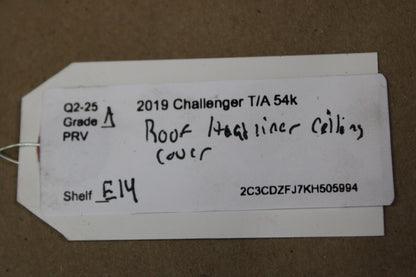 Q2-25 2019 Challenger T/A 54k
Grade A
PRV
Roof Headliner Ceiling
cover
Shelf E14
2C3CDZFJ7KH505994